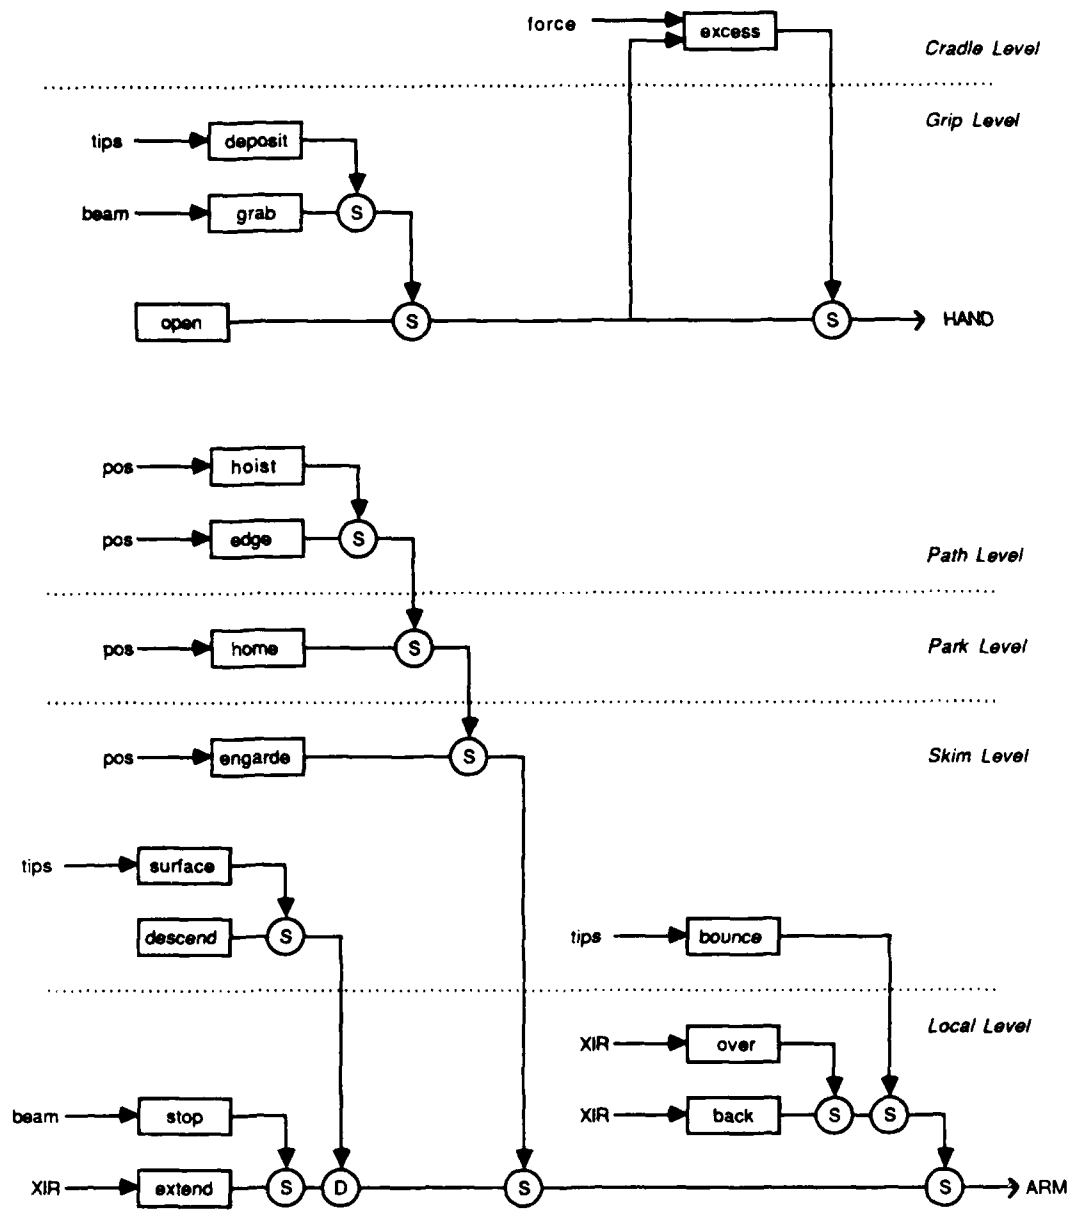 force
excess
Cradle Level
Grip Level
tips
deposit
beam
grab
S
open
S
S
HAND
pos
hoist
pos
edge
S
Path Level
pos
home
S
Park Level
pos
engarde
S
Skim Level
tips
surface
descend
S
tips
bounce
Local Level
XIR
over
beam
stop
XIR
back
S
S
XIR
extend
S
D
S
S
ARM